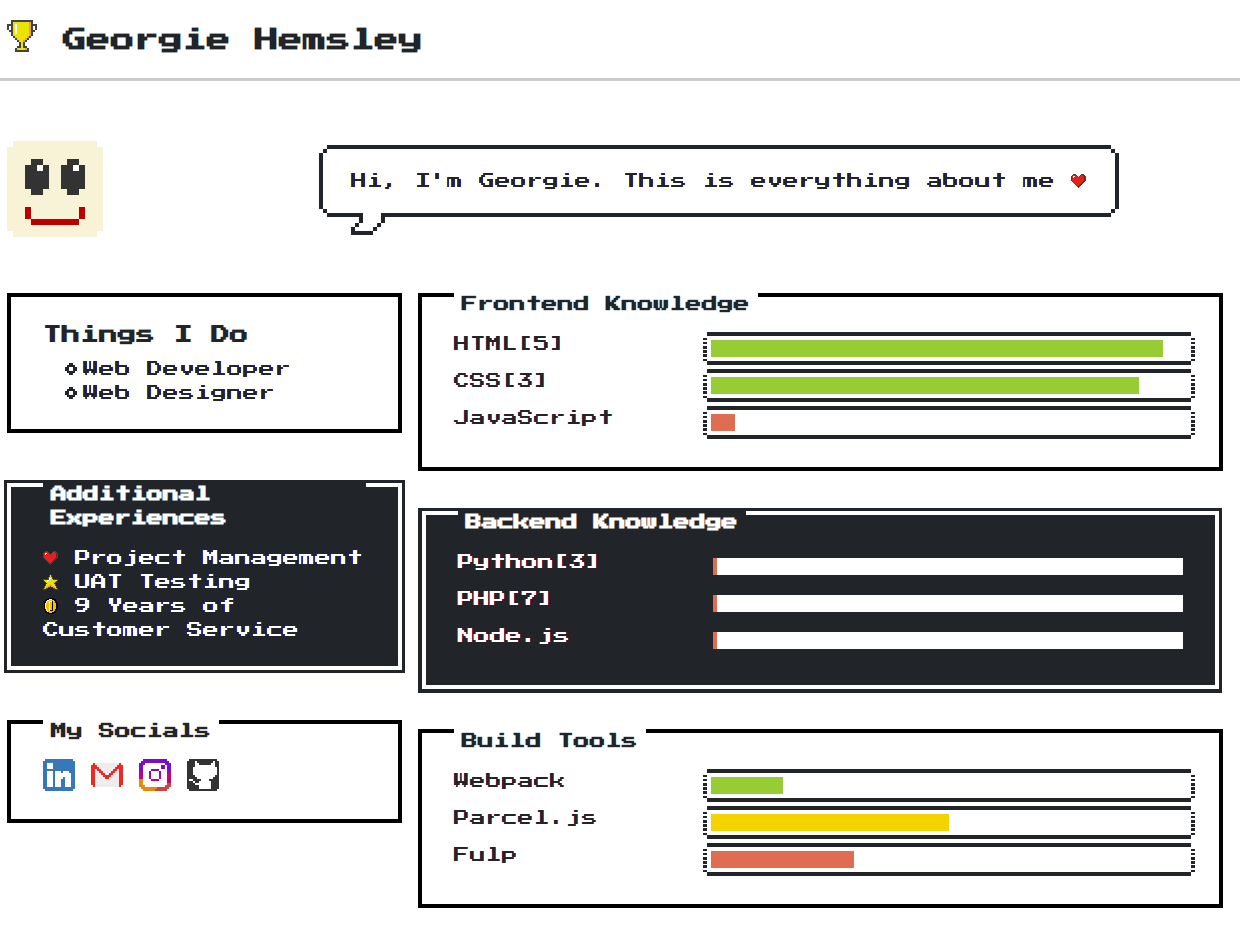 Georgie Hemsley
Hi, I'm Georgie. This is everything about me
Things I Do
Web Developer
Web Designer
Additional
Experiences
Project Management
UAT Testing
9 Years of
Customer Service
My Socials
in
Frontend Knowledge
HTML[5]
CSS[3]
JavaScript
Backend Knowledge
Python[3]
PHP[7]
Node.js
Build Tools
Webpack
Parcel.js
Fulp